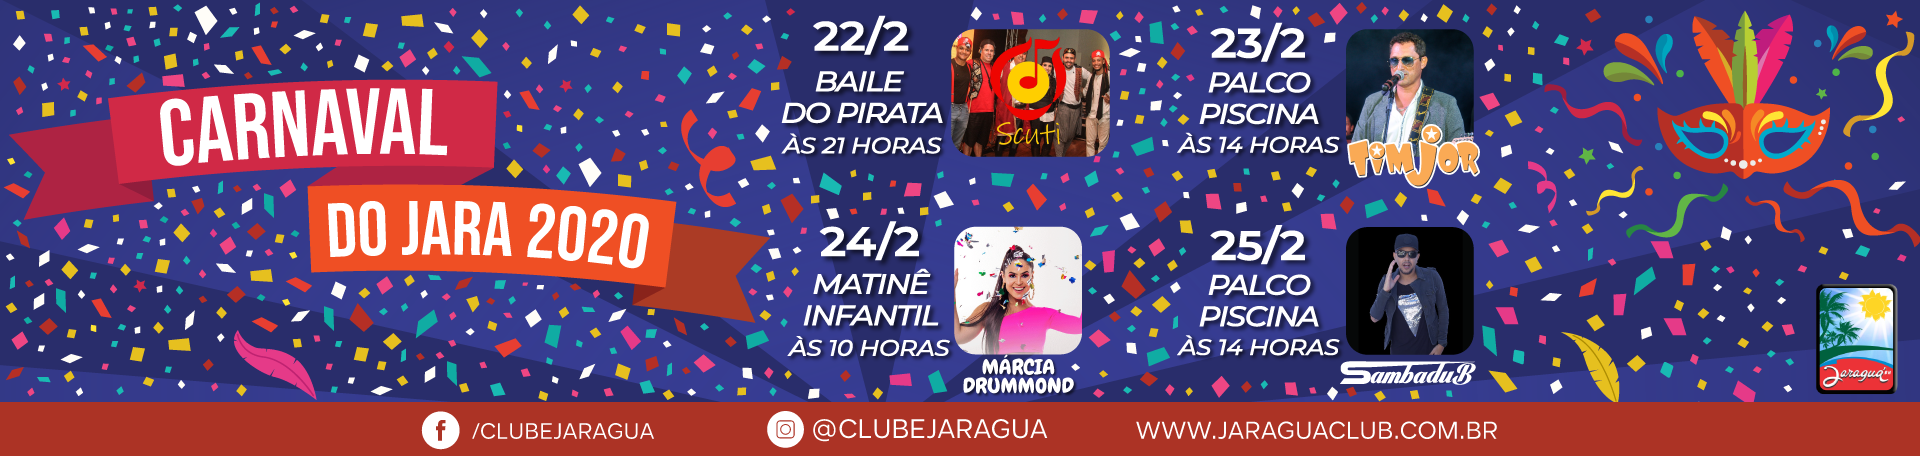 CARNAVAL
DO JARA 2020
22/2
BAILE
DO PIRATA
ÀS 21 HORAS
Scuti
23/2
PALCO
PISCINA
ÀS 14 HORAS
TIMJOR
24/2
MATINÊ
INFANTIL
ÀS 10 HORAS
MÁRCIA
DRUMMOND
25/2
PALCO
PISCINA
ÀS 14 HORAS
SambaduB
Jaraguá
/CLUBEJARAGUA
@CLUBEJARAGUA
WWW.JARAGUACLUB.COM.BR